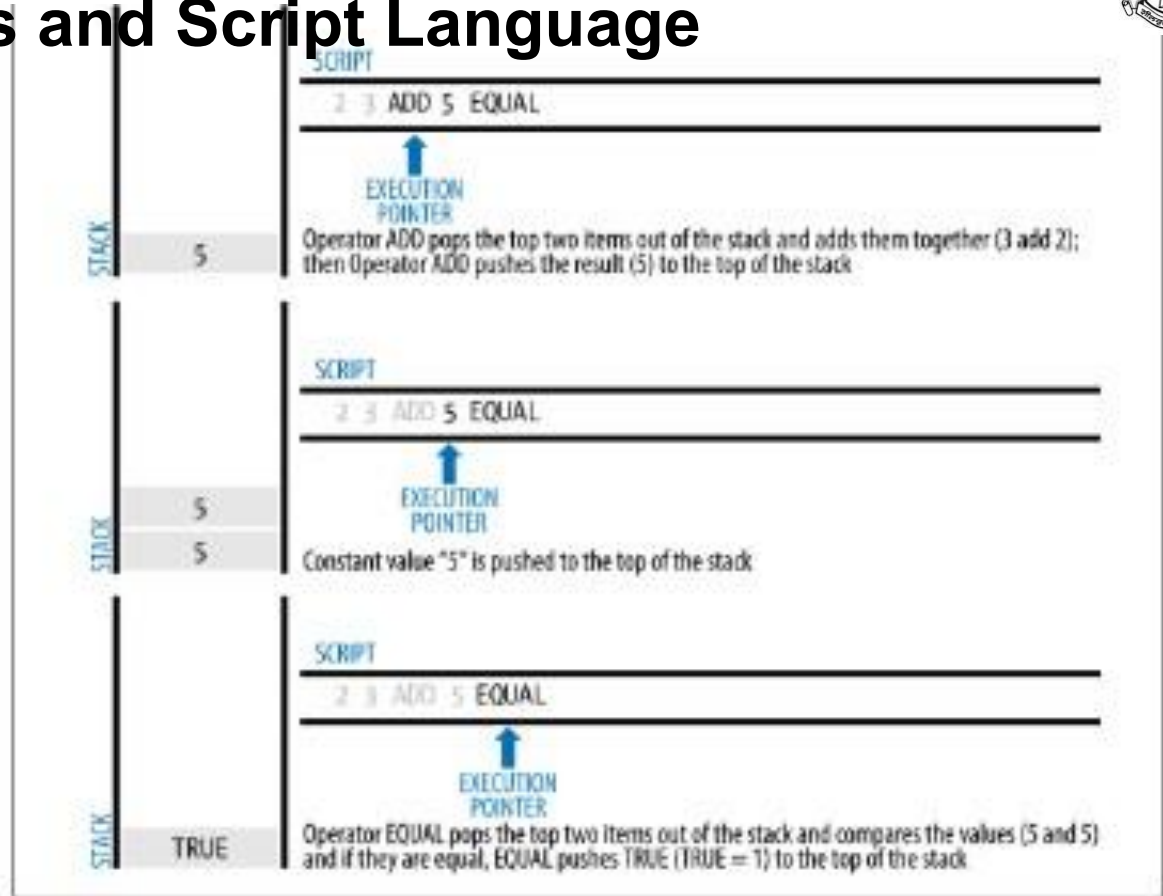 s and Script Language
SCRIPT
2 3 ADD 5 EQUAL
EXECUTION
POINTER
STACK
5
Operator ADD pops the top two items out of the stack and adds them together (3 add 2);
then Operator ADD pushes the result (5) to the top of the stack
SCRIPT
2 3 ADD 5 EQUAL
EXECUTION
POINTER
STACK
5
5
Constant value "5" is pushed to the top of the stack
SCRIPT
2 3 ADD 5 EQUAL
EXECUTION
POINTER
STACK
TRUE
Operator EQUAL pops the top two items out of the stack and compares the values (5 and 5)
and if they are equal, EQUAL pushes TRUE (TRUE = 1) to the top of the stack